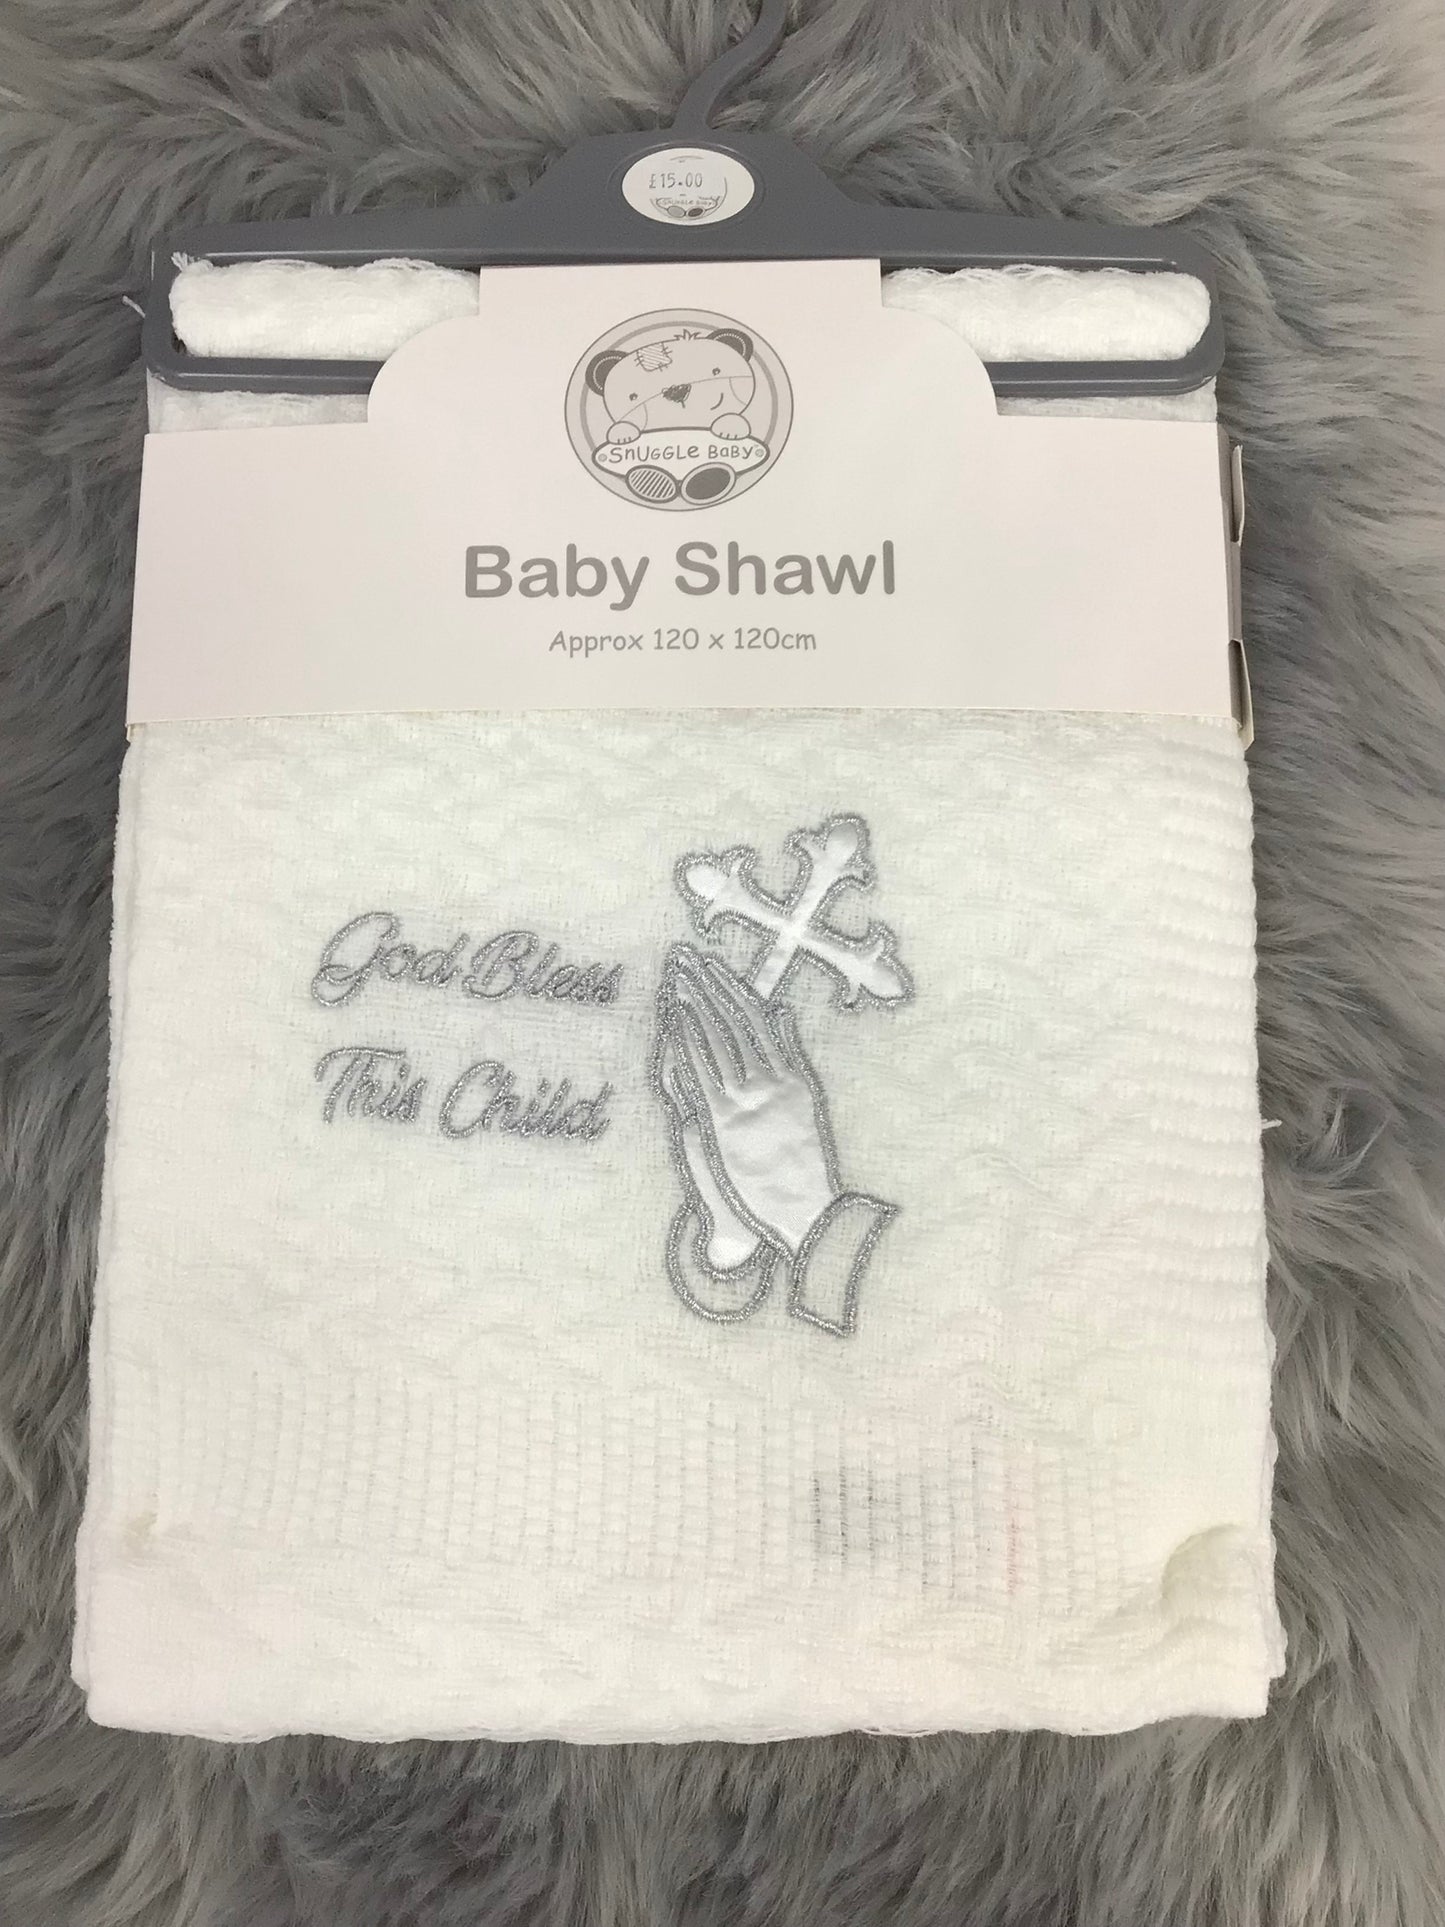 £15.00
SnUGGLe BaBY
SnUGGLe BaBY
Baby Shawl
Approx 120 x 120cm
God Bless
This Child